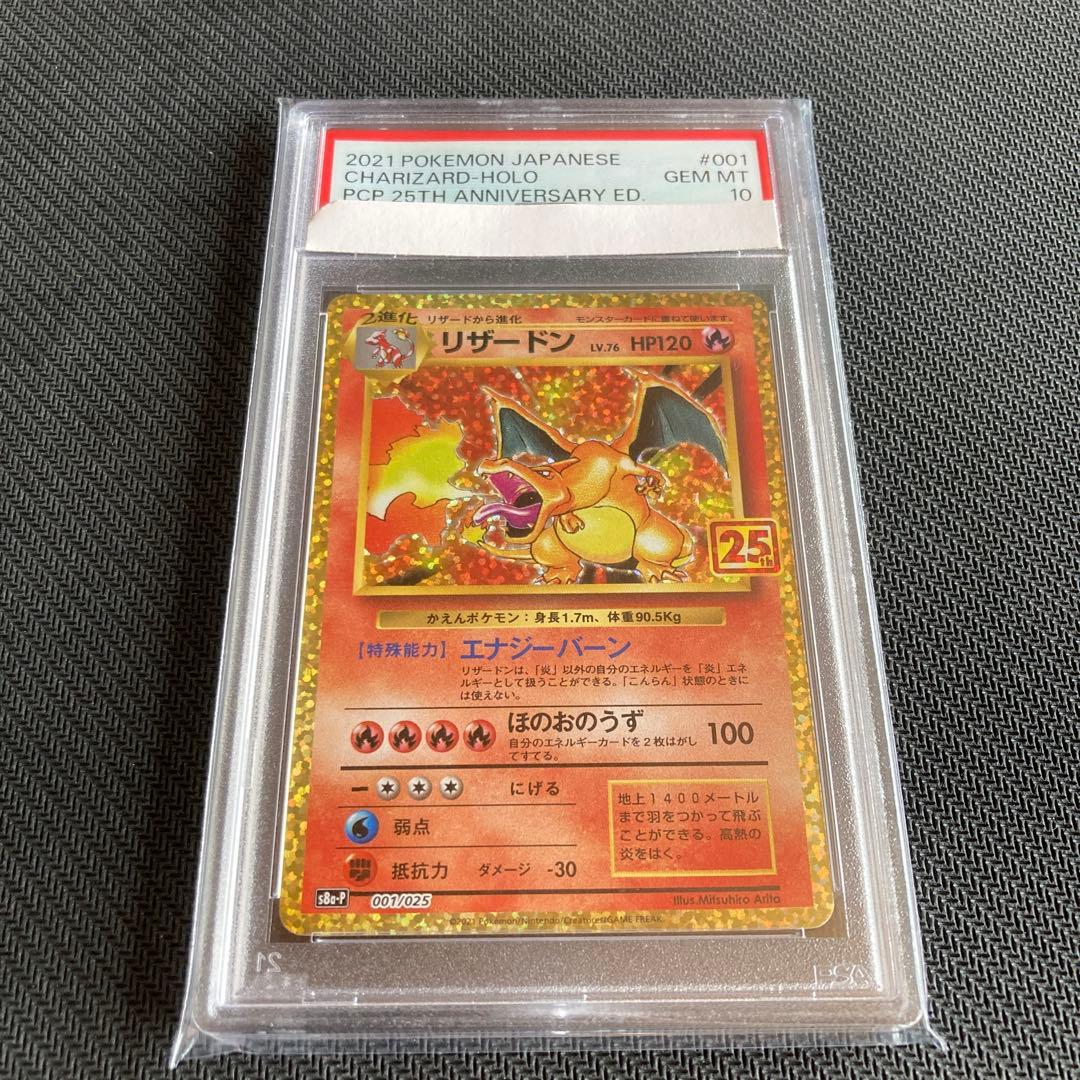 2021 POKEMON JAPANESE #001
CHARIZARD-HOLO GEM MT
PCP 25TH ANNIVERSARY ED. 10
2進化 リザードから進化 モンスターカードに重ねて使います。
リザードン LV.76 HP120
25th
かえんポケモン:身長1.7m、体重90.5Kg
【特殊能力】エナジーバーン
リザードンは、「炎」以外の自分のエネルギーを「炎」エネ
ルギーとして扱うことができる。「こんらん」状態のときに
は使えない。
ほのおのうず 100
自分のエネルギーカードを2枚はがし
てすてる。
にげる
弱点
抵抗力 ダメージ -30
地上1400メートル
まで羽をつかって飛ぶ
ことができる。高熱の
炎をはく。
s8a-P 001/025
Illus.Mitsuhiro Arita
©2021 Pokémon/Nintendo/Creatures/GAME FREAK
21
PSA